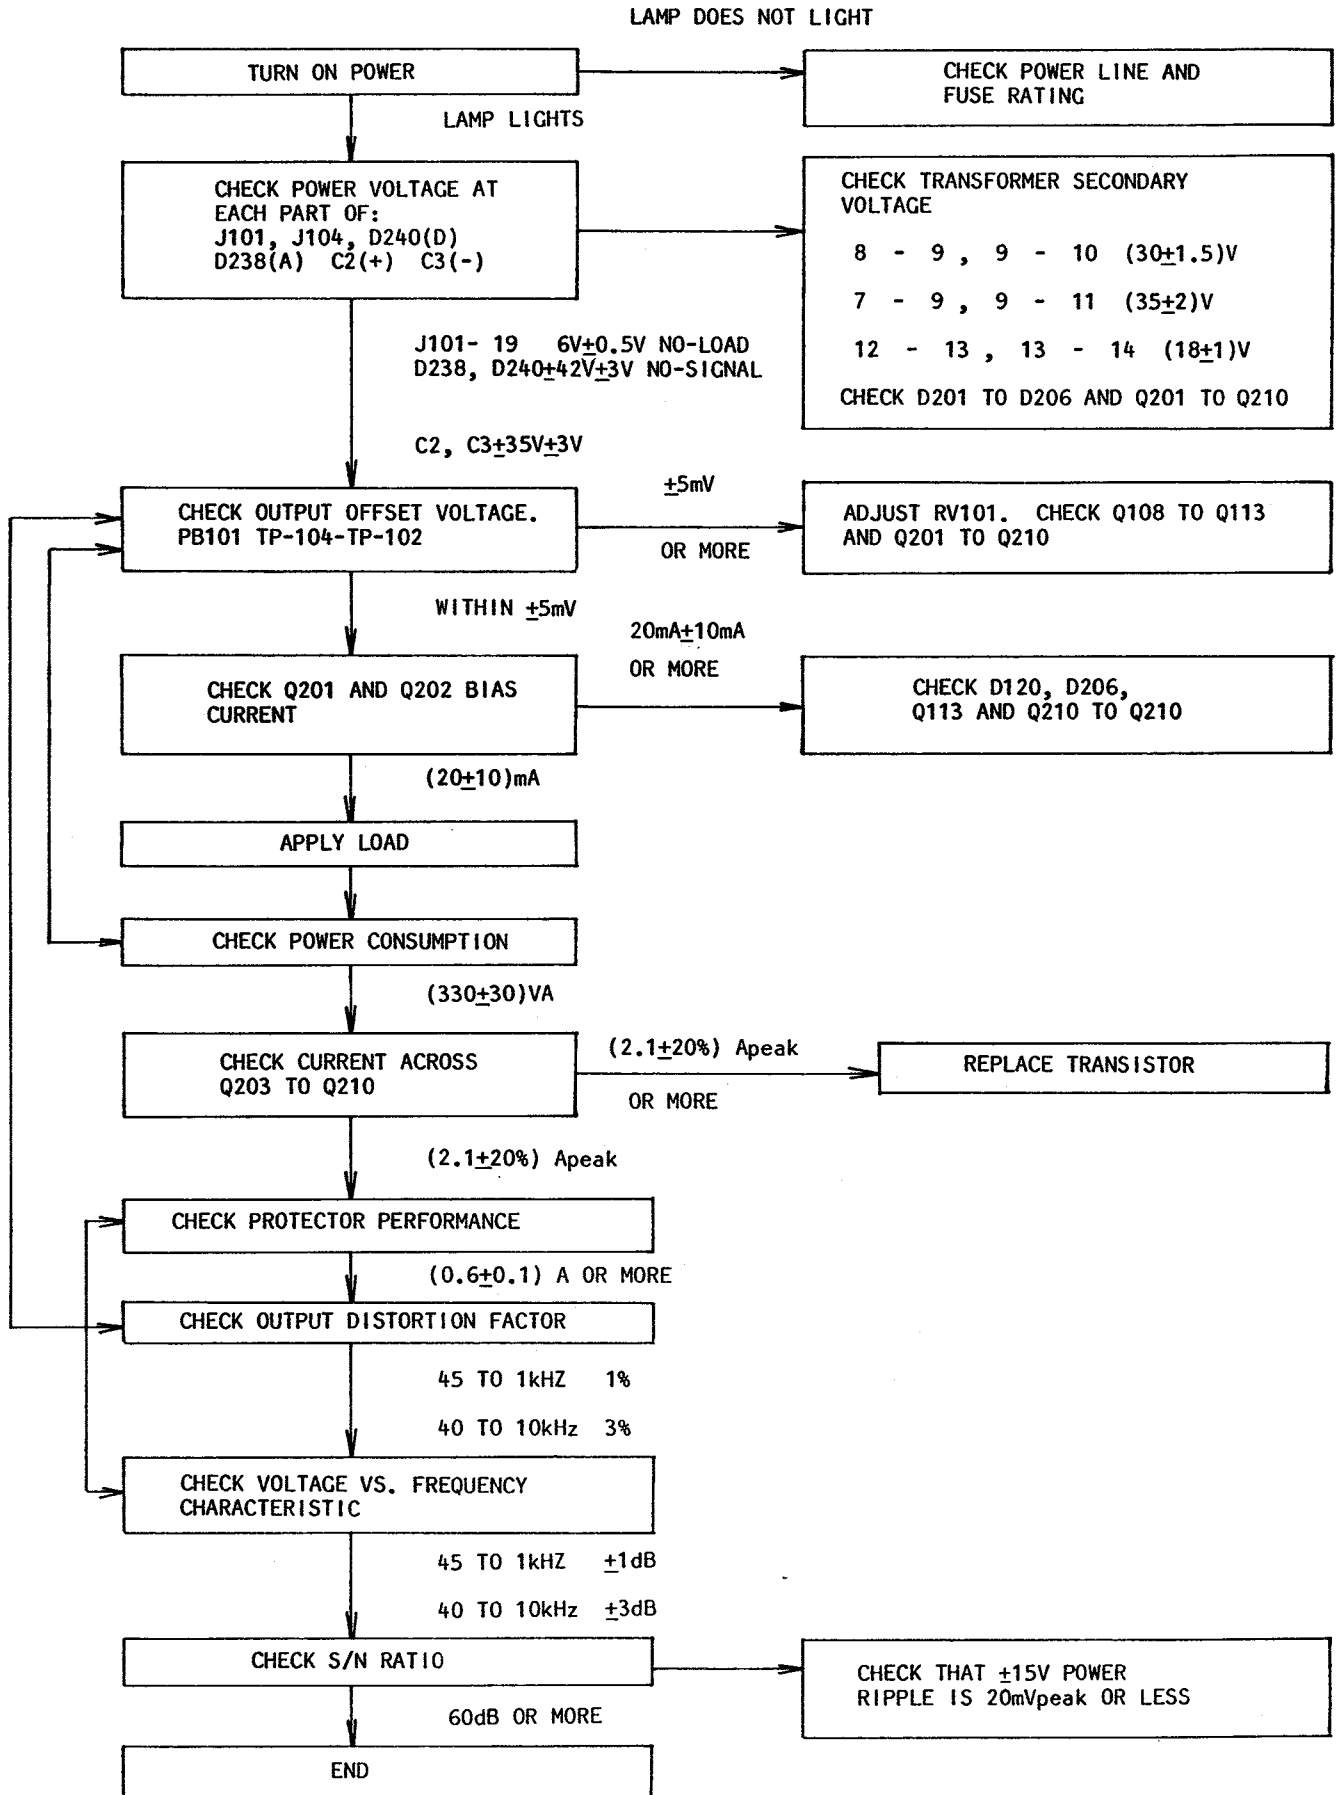 LAMP DOES NOT LIGHT
TURN ON POWER
CHECK POWER LINE AND
FUSE RATING
LAMP LIGHTS
CHECK POWER VOLTAGE AT
EACH PART OF:
J101, J104, D240(D)
D238(A) C2(+) C3(-)
CHECK TRANSFORMER SECONDARY
VOLTAGE
8 - 9 , 9 - 10 (30±1.5)V
7 - 9 , 9 - 11 (35±2)V
12 - 13 , 13 - 14 (18±1)V
CHECK D201 TO D206 AND Q201 TO Q210
J101- 19 6V±0.5V NO-LOAD
D238, D240±42V±3V NO-SIGNAL
C2, C3±35V±3V
CHECK OUTPUT OFFSET VOLTAGE.
PB101 TP-104-TP-102
±5mV
OR MORE
ADJUST RV101. CHECK Q108 TO Q113
AND Q201 TO Q210
WITHIN ±5mV
20mA±10mA
OR MORE
CHECK Q201 AND Q202 BIAS
CURRENT
CHECK D120, D206,
Q113 AND Q210 TO Q210
(20±10)mA
APPLY LOAD
CHECK POWER CONSUMPTION
(330±30)VA
CHECK CURRENT ACROSS
Q203 TO Q210
(2.1±20%) Apeak
OR MORE
REPLACE TRANSISTOR
(2.1±20%) Apeak
CHECK PROTECTOR PERFORMANCE
(0.6±0.1) A OR MORE
CHECK OUTPUT DISTORTION FACTOR
45 TO 1kHZ 1%
40 TO 10kHz 3%
CHECK VOLTAGE VS. FREQUENCY
CHARACTERISTIC
45 TO 1kHZ ±1dB
40 TO 10kHz ±3dB
CHECK S/N RATIO
CHECK THAT ±15V POWER
RIPPLE IS 20mVpeak OR LESS
60dB OR MORE
END